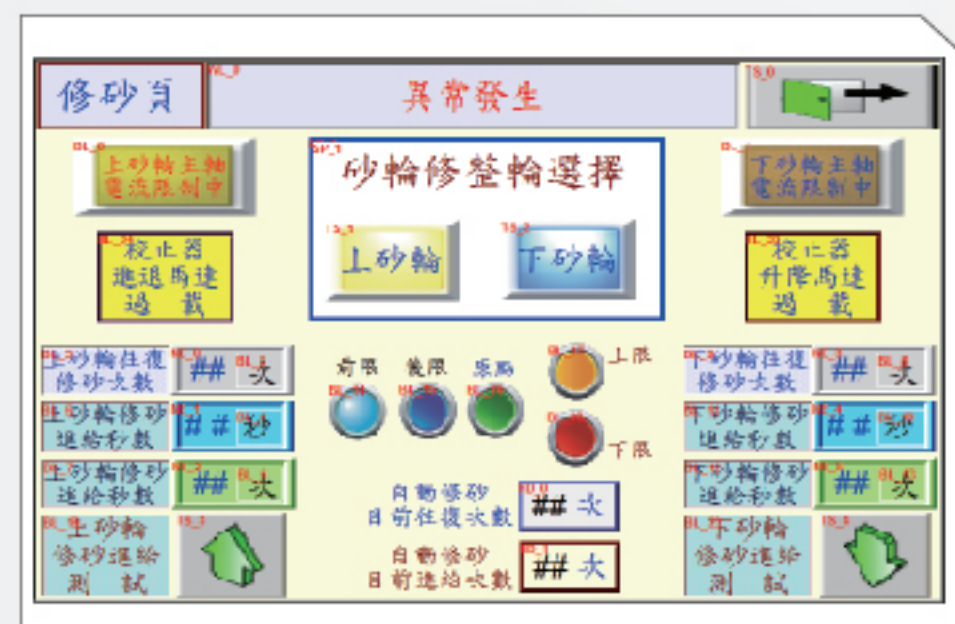 修砂頁
異常發生
上砂輪主軸
電流限制中
砂輪修整輪選擇
下砂輪主軸
電流限制中
上砂輪
下砂輪
校正器
進退馬達
過 載
校正器
升降馬達
過 載
上砂輪往復
修砂次數
## 次
前限 後限 原點
上限
下砂輪往復
修砂次數
## 次
上砂輪修砂
進給秒數
## 秒
下限
下砂輪修砂
進給秒數
## 秒
上砂輪修砂
進給秒數
## 次
自動修砂
目前往復次數
## 次
下砂輪修砂
進給秒數
## 次
上砂輪
修砂進給
測 試
自動修砂
目前進給次數
## 次
下砂輪
修砂進給
測 試